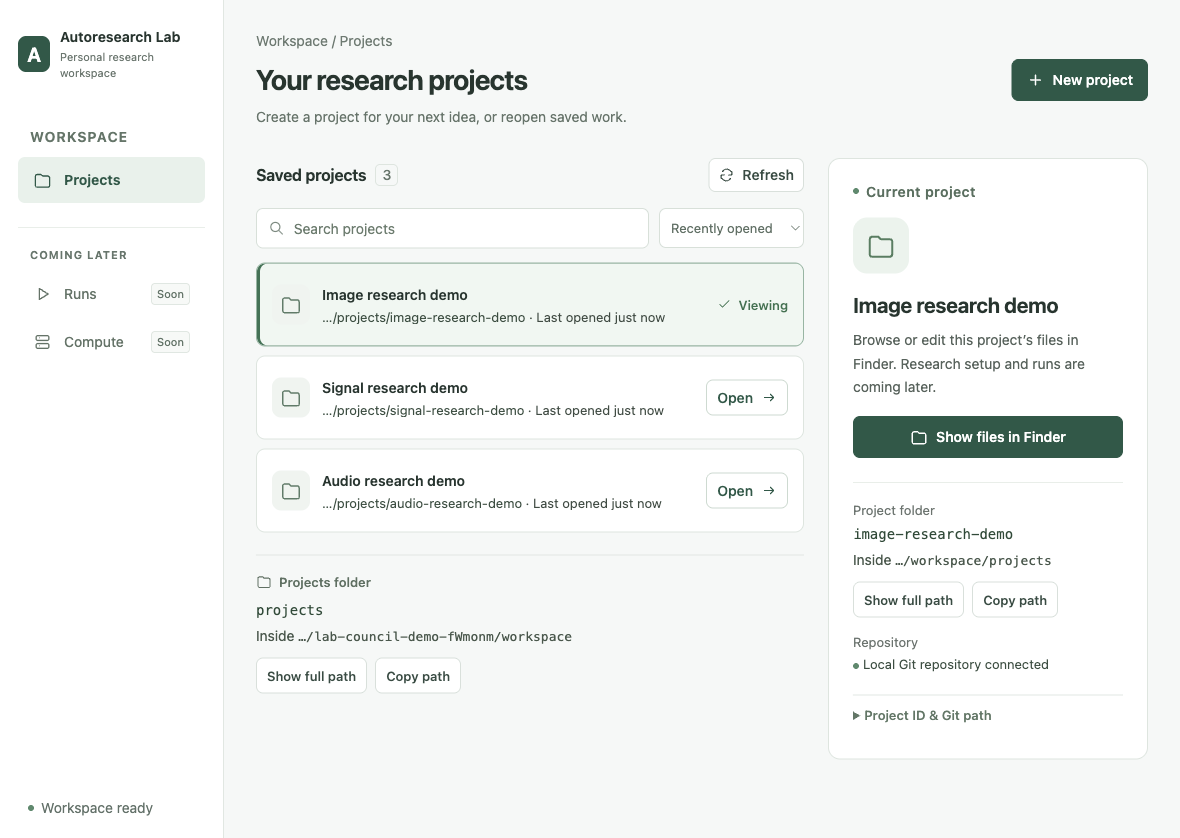 A
Autoresearch Lab
Personal research
workspace
WORKSPACE
Projects
COMING LATER
Runs
Soon
Compute
Soon
Workspace ready
Workspace / Projects
Your research projects
Create a project for your next idea, or reopen saved work.
New project
Saved projects 3
Refresh
Search projects
Recently opened
Image research demo
…/projects/image-research-demo · Last opened just now
Viewing
Signal research demo
…/projects/signal-research-demo · Last opened just now
Open
Audio research demo
…/projects/audio-research-demo · Last opened just now
Open
Projects folder
projects
Inside …/lab-council-demo-fWmonm/workspace
Show full path
Copy path
Current project
Image research demo
Browse or edit this project’s files in
Finder. Research setup and runs are
coming later.
Show files in Finder
Project folder
image-research-demo
Inside …/workspace/projects
Show full path
Copy path
Repository
Local Git repository connected
Project ID & Git path